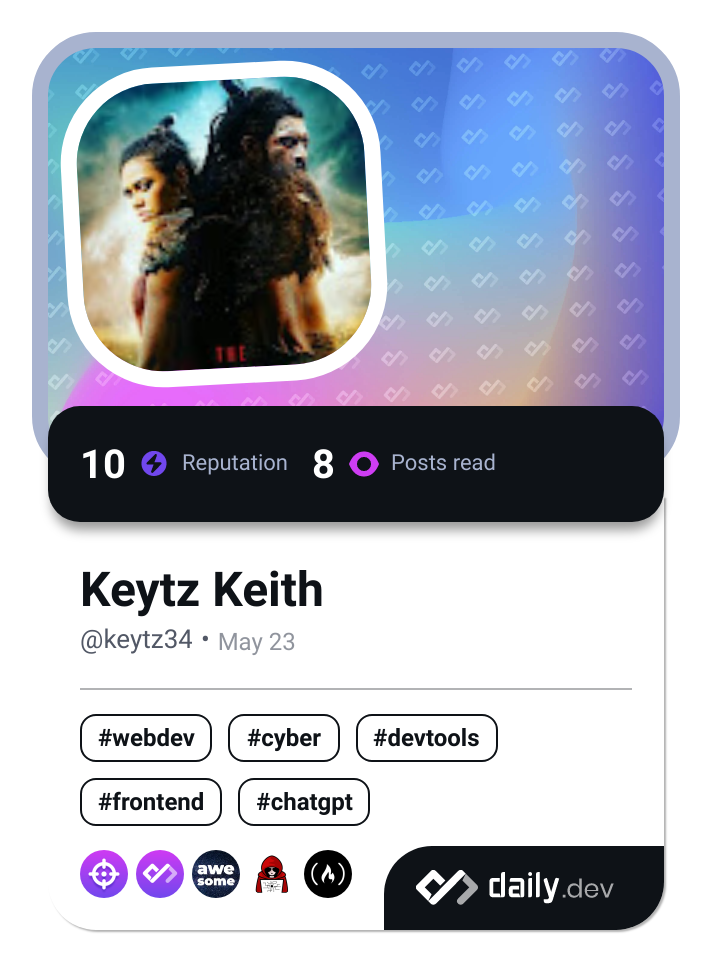 THE
10 Reputation 8 Posts read
Keytz Keith
@keytz34 • May 23
#webdev #cyber #devtools
#frontend #chatgpt
awe
some
daily.dev